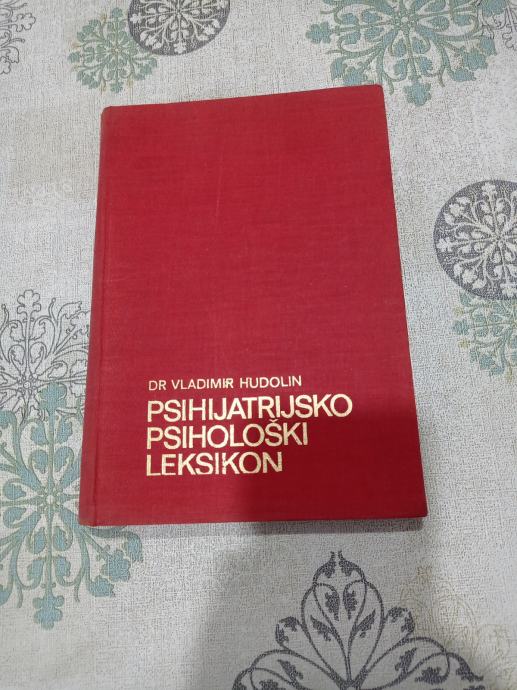 DR VLADIMIR HUDOLIN
PSIHIJATRIJSKO
PSIHOLOŠKI
LEKSIKON